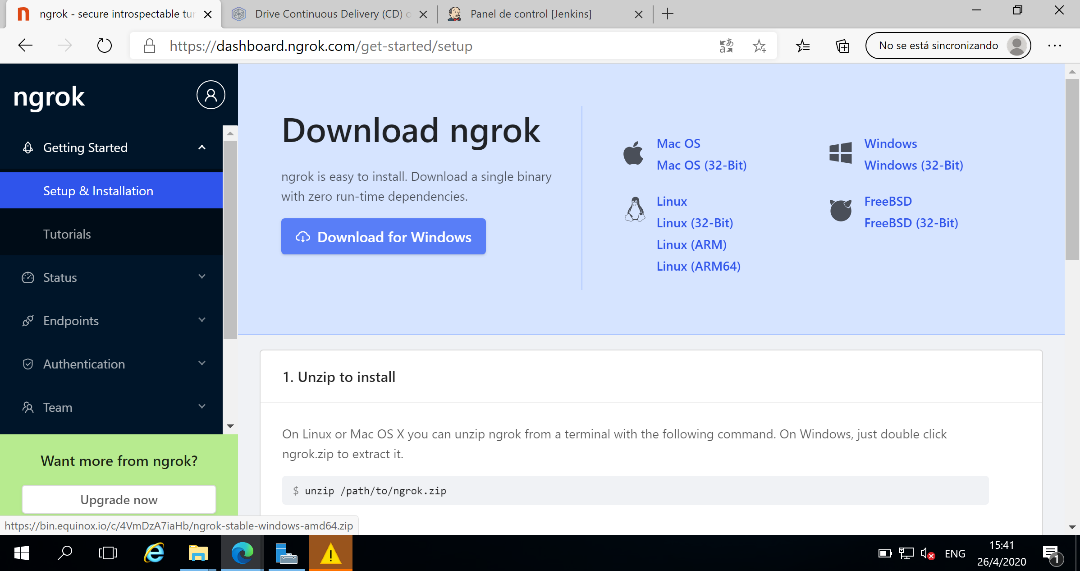 ngrok - secure introspectable tu
Drive Continuous Delivery (CD)
Panel de control [Jenkins]
https://dashboard.ngrok.com/get-started/setup
No se está sincronizando
ngrok
Getting Started
Setup & Installation
Tutorials
Status
Endpoints
Authentication
Team
Want more from ngrok?
Upgrade now
Download ngrok
ngrok is easy to install. Download a single binary
with zero run-time dependencies.
Download for Windows
Mac OS
Mac OS (32-Bit)
Linux
Linux (32-Bit)
Linux (ARM)
Linux (ARM64)
Windows
Windows (32-Bit)
FreeBSD
FreeBSD (32-Bit)
1. Unzip to install
On Linux or Mac OS X you can unzip ngrok from a terminal with the following command. On Windows, just double click
ngrok.zip to extract it.
$ unzip /path/to/ngrok.zip
https://bin.equinox.io/c/4VmDzA7iaHb/ngrok-stable-windows-amd64.zip
ENG
15:41
26/4/2020
1